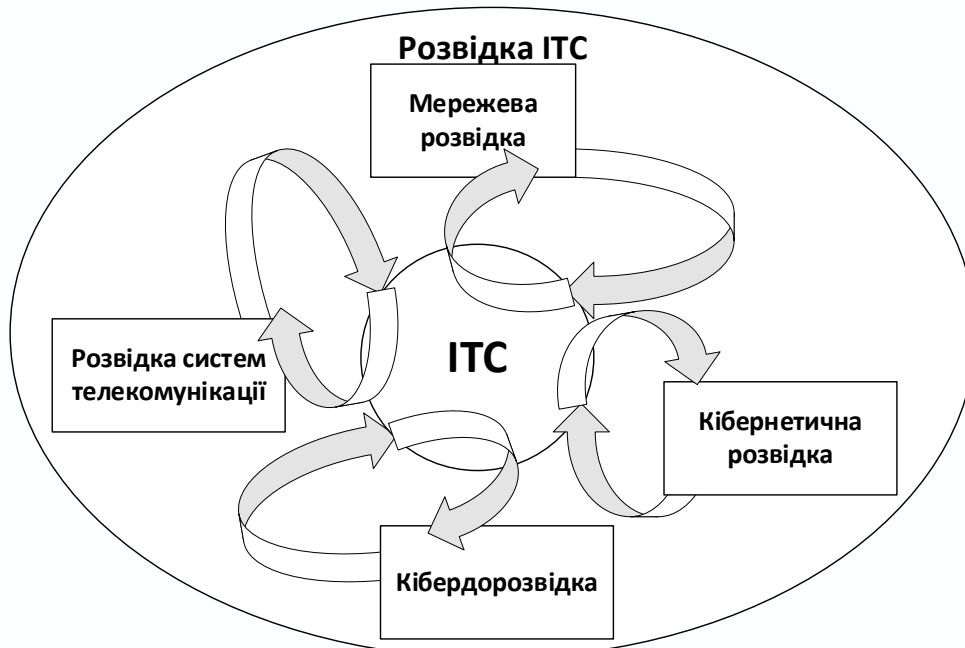 Розвідка ІТС
Мережева
розвідка
Розвідка систем
телекомунікації
ІТС
Кібернетична
розвідка
Кібердорозвідка